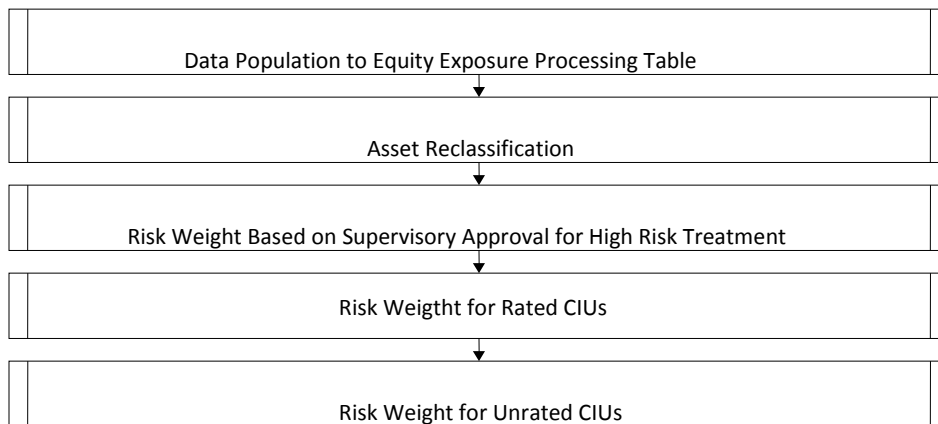 Data Population to Equity Exposure Processing Table
Asset Reclassification
Risk Weight Based on Supervisory Approval for High Risk Treatment
Risk Weigtht for Rated CIUs
Risk Weight for Unrated CIUs